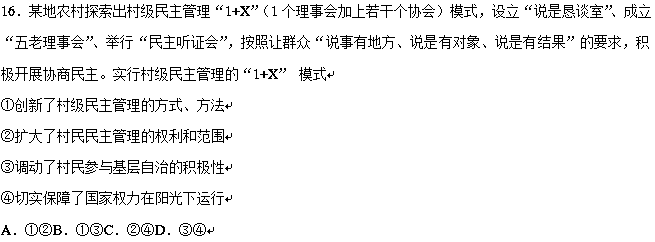 16．某地农村探索出村级民主管理“1+X”(1 个理事会加上若干个协会) 模式，设立“说是恳谈室”、成立
“五老理事会”、举行“民主听证会”，按照让群众“说事有地方、说是有对象、说是有结果”的要求，积
极开展协商民主。实行村级民主管理的“1+X” 模式
①创新了村级民主管理的方式、方法
②扩大了村民民主管理的权利和范围
③调动了村民参与基层自治的积极性
④切实保障了国家权力在阳光下运行
A．①②B．①③C．②④D．③④